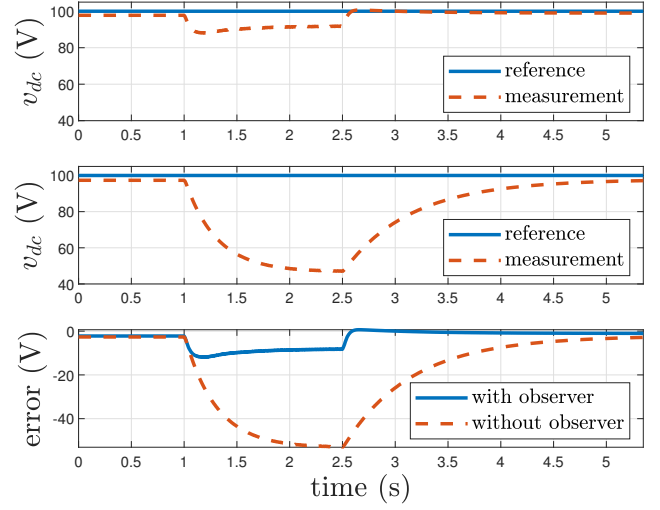 100
80
60
40
v_dc (V)
reference
measurement
0 0.5 1 1.5 2 2.5 3 3.5 4 4.5 5
100
80
60
40
v_dc (V)
reference
measurement
0 0.5 1 1.5 2 2.5 3 3.5 4 4.5 5
0
-20
-40
error (V)
with observer
without observer
0 0.5 1 1.5 2 2.5 3 3.5 4 4.5 5
time (s)